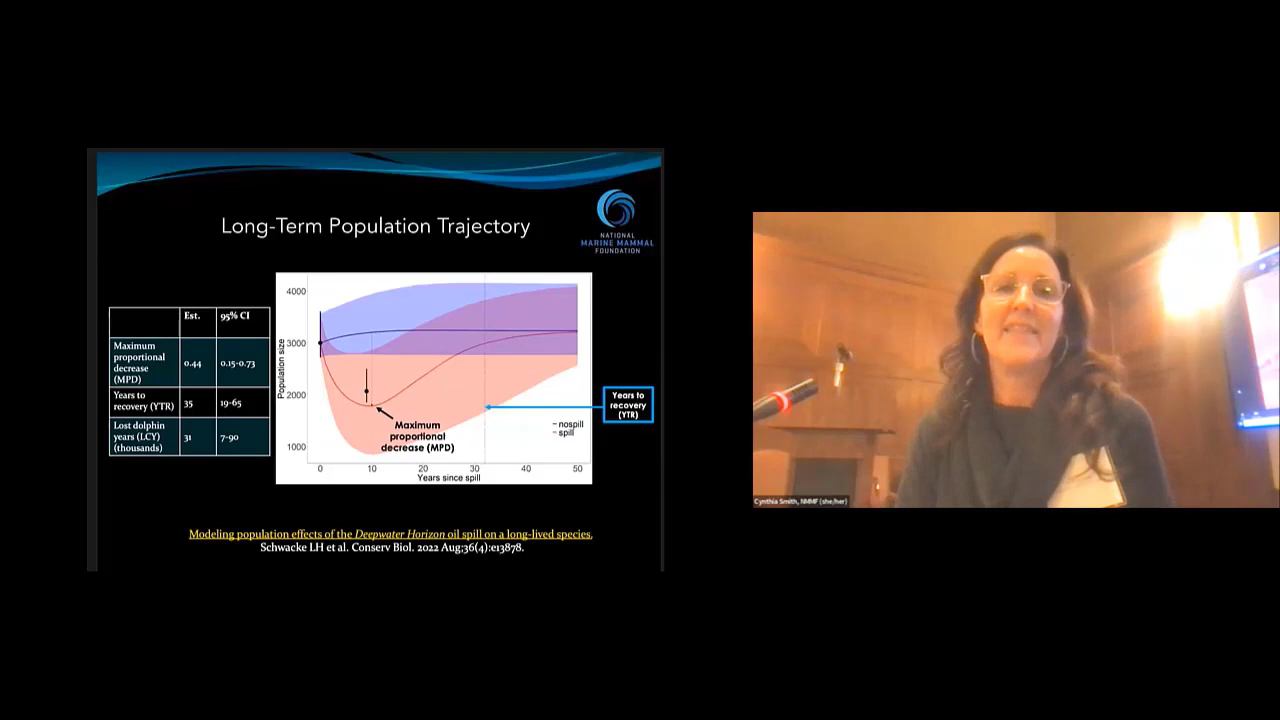 Long-Term Population Trajectory
NATIONAL
MARINE MAMMAL
FOUNDATION
Est.
95% CI
Maximum
proportional
decrease
(MPD)
0.44
0.15-0.73
Years to
recovery (YTR)
35
19-65
Lost dolphin
years (LCY)
(thousands)
31
7-90
Population size
4000
3000
2000
1000
0
10
20
30
40
50
Years since spill
Maximum
proportional
decrease (MPD)
nospill
spill
Years to
recovery
(YTR)
Modeling population effects of the Deepwater Horizon oil spill on a long-lived species.
Schwacke LH et al. Conserv Biol. 2022 Aug;36(4):e13878.
Cynthia Smith, NMMF (she/her)